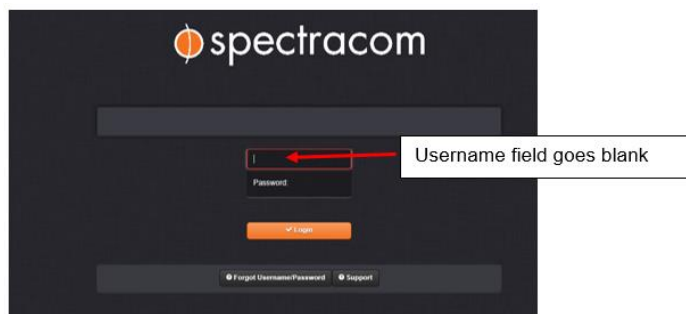 spectracom
Username field goes blank
Password:
✔ Login
Forgot Username/Password Support